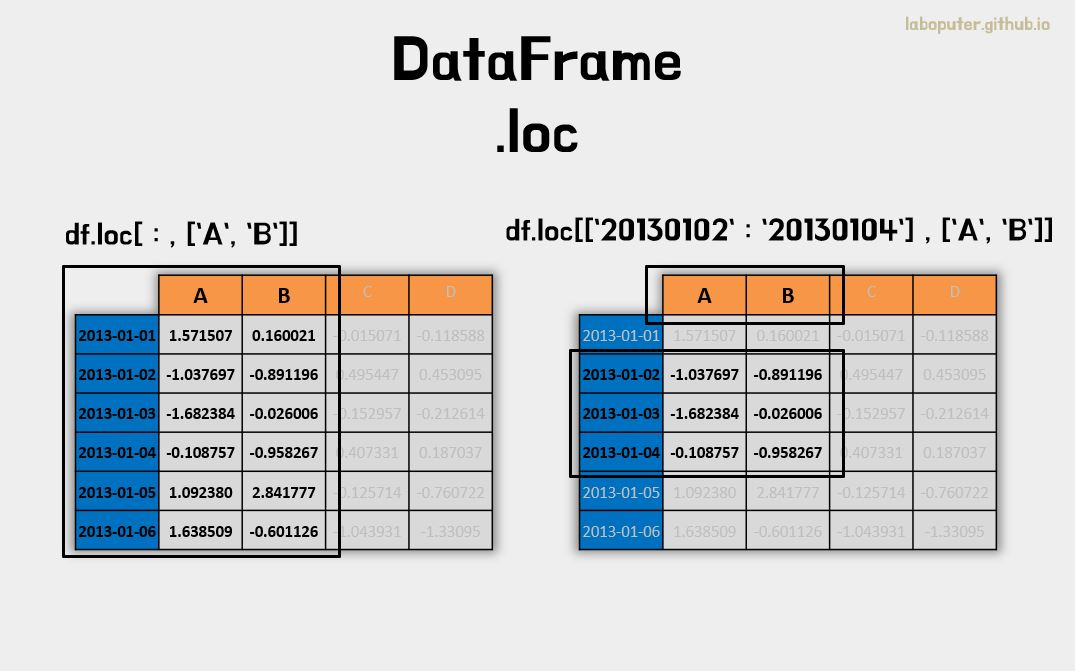 laboputer.github.io
DataFrame
.loc
df.loc[ : , [‘A‘, ‘B‘]]
A B C D
2013-01-01 1.571507 0.160021 -0.015071 -0.118588
2013-01-02 -1.037697 -0.891196 0.495447 0.453095
2013-01-03 -1.682384 -0.026006 -0.152957 -0.212614
2013-01-04 -0.108757 -0.958267 0.407331 0.187037
2013-01-05 1.092380 2.841777 -0.125714 -0.760722
2013-01-06 1.638509 -0.601126 -1.043931 -1.33095
df.loc[[‘20130102‘ : ‘20130104‘] , [‘A‘, ‘B‘]]
A B C D
2013-01-01 1.571507 0.160021 -0.015071 -0.118588
2013-01-02 -1.037697 -0.891196 0.495447 0.453095
2013-01-03 -1.682384 -0.026006 -0.152957 -0.212614
2013-01-04 -0.108757 -0.958267 0.407331 0.187037
2013-01-05 1.092380 2.841777 -0.125714 -0.760722
2013-01-06 1.638509 -0.601126 -1.043931 -1.33095